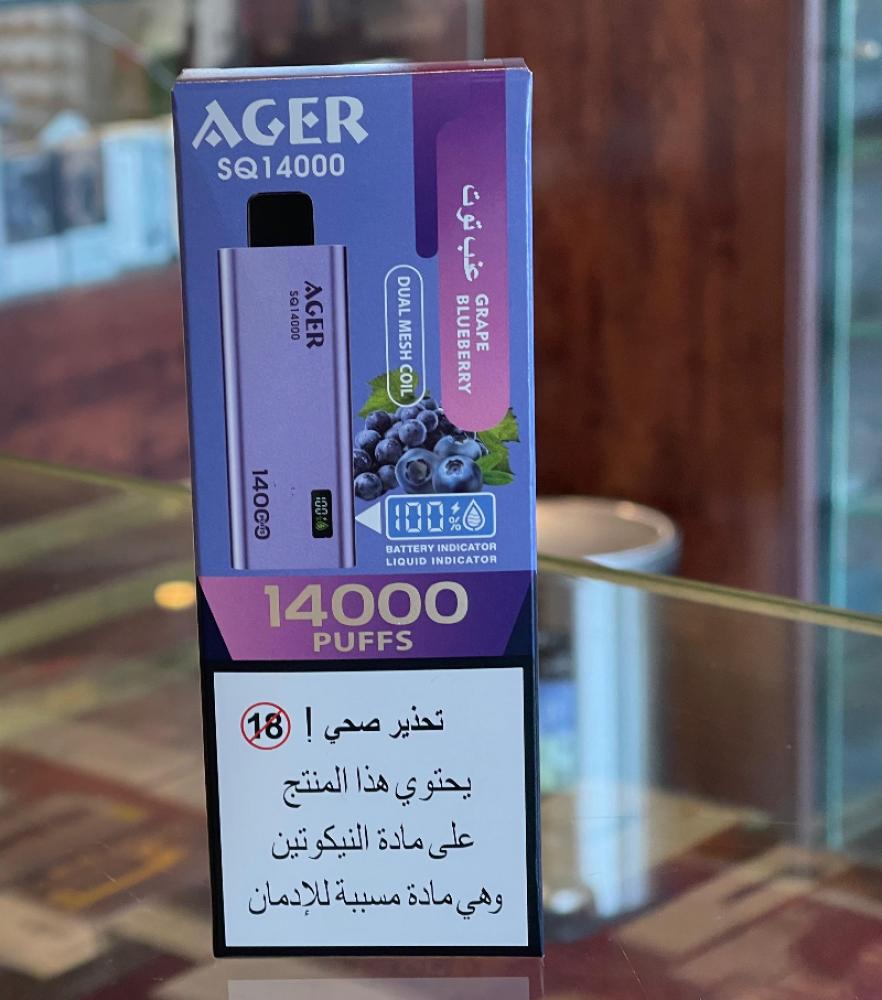 AGER
SQ14000
عنب توت
GRAPE
BLUEBERRY
DUAL MESH COIL
AGER
SQ14000
14000
100%
100%
BATTERY INDICATOR
LIQUID INDICATOR
14000
PUFFS
تحذير صحي ! 18
يحتوي هذا المنتج
على مادة النيكوتين
وهي مادة مسببة للإدمان